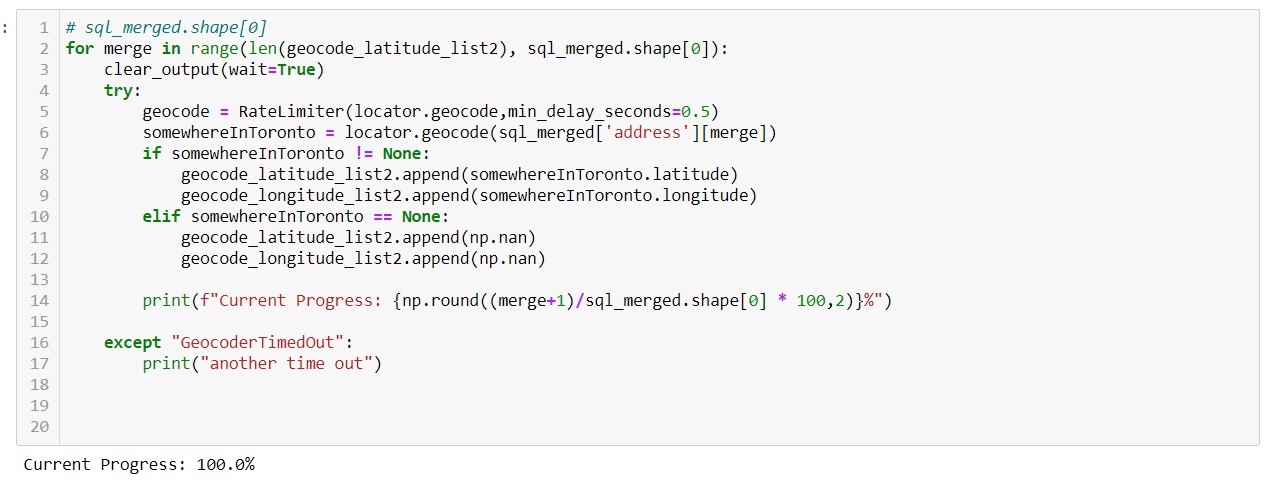 :
1 # sql_merged.shape[0]
2 for merge in range(len(geocode_latitude_list2), sql_merged.shape[0]):
3     clear_output(wait=True)
4     try:
5         geocode = RateLimiter(locator.geocode,min_delay_seconds=0.5)
6         somewhereInToronto = locator.geocode(sql_merged['address'][merge])
7         if somewhereInToronto != None:
8             geocode_latitude_list2.append(somewhereInToronto.latitude)
9             geocode_longitude_list2.append(somewhereInToronto.longitude)
10         elif somewhereInToronto == None:
11             geocode_latitude_list2.append(np.nan)
12             geocode_longitude_list2.append(np.nan)
13
14         print(f"Current Progress: {np.round((merge+1)/sql_merged.shape[0] * 100,2)}%")
15
16     except "GeocoderTimedOut":
17         print("another time out")
18
19
20
Current Progress: 100.0%